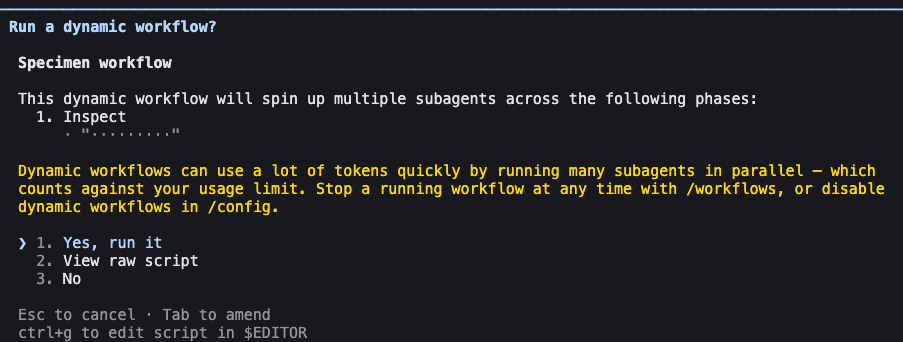 Run a dynamic workflow?
Specimen workflow
This dynamic workflow will spin up multiple subagents across the following phases:
1. Inspect
· "·········"
Dynamic workflows can use a lot of tokens quickly by running many subagents in parallel — which
counts against your usage limit. Stop a running workflow at any time with /workflows, or disable
dynamic workflows in /config.
❯ 1. Yes, run it
2. View raw script
3. No
Esc to cancel · Tab to amend
ctrl+g to edit script in $EDITOR